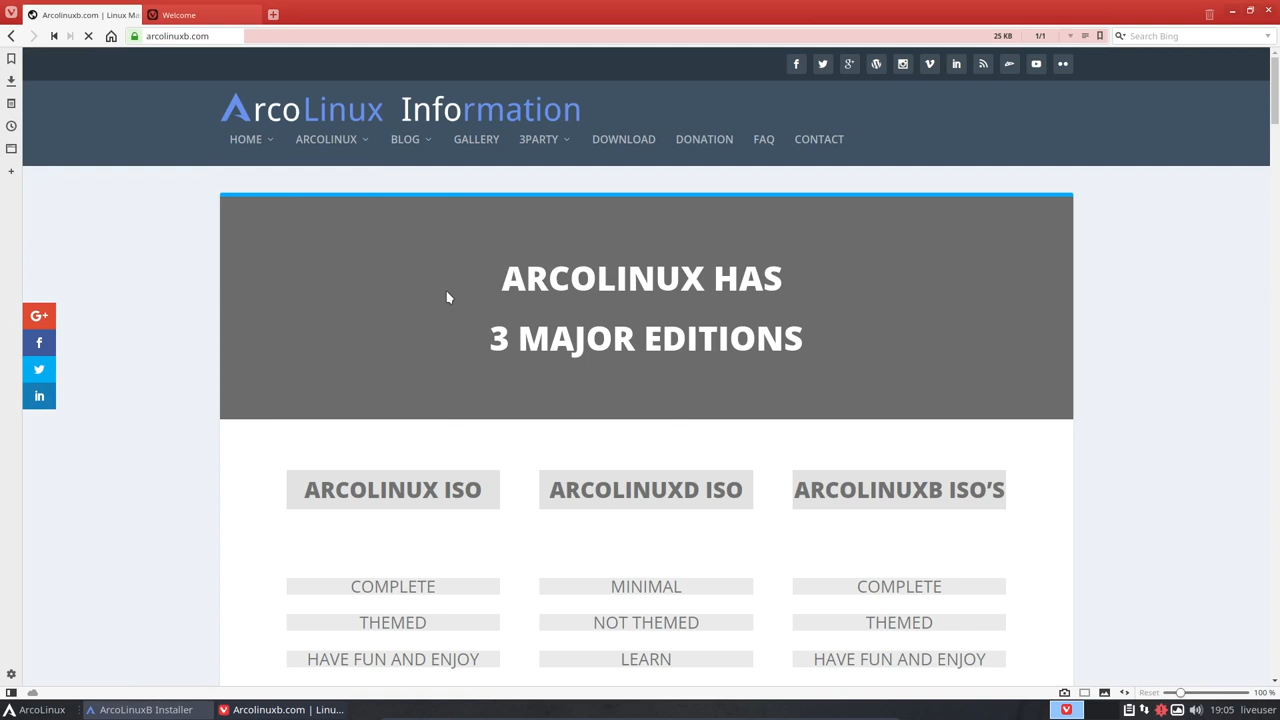 Arcolinuxb.com | Linux Ma
Welcome
arcolinuxb.com
25 KB
1/1
Search Bing
ArcoLinux Information
HOME
ARCOLINUX
BLOG
GALLERY
3PARTY
DOWNLOAD
DONATION
FAQ
CONTACT
G+
ARCOLINUX HAS
3 MAJOR EDITIONS
ARCOLINUX ISO
ARCOLINUXD ISO
ARCOLINUXB ISO'S
COMPLETE
MINIMAL
COMPLETE
THEMED
NOT THEMED
THEMED
HAVE FUN AND ENJOY
LEARN
HAVE FUN AND ENJOY
Reset
100 %
ArcoLinux
ArcoLinuxB Installer
Arcolinuxb.com | Linu...
19:05
liveuser